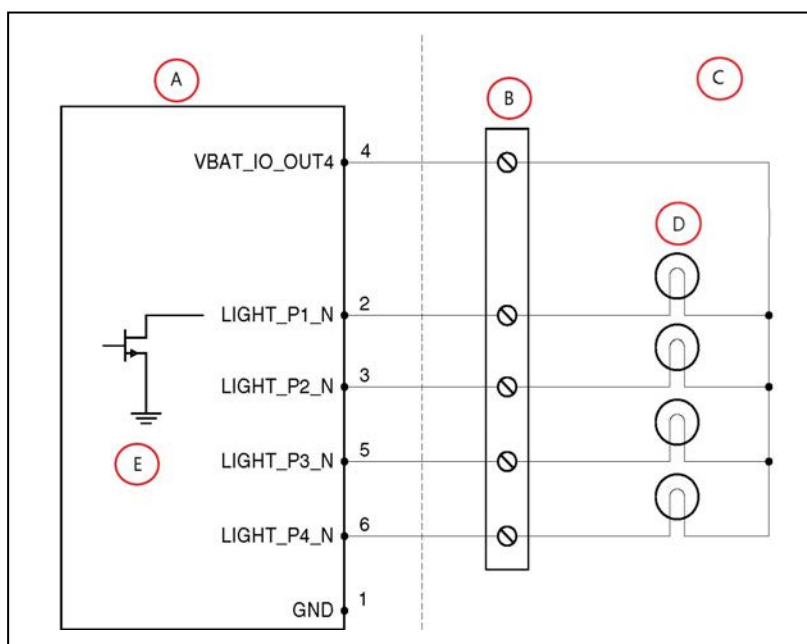 A
B
C
VBAT_IO_OUT4 4
D
LIGHT_P1_N 2
LIGHT_P2_N 3
E
LIGHT_P3_N 5
LIGHT_P4_N 6
GND 1